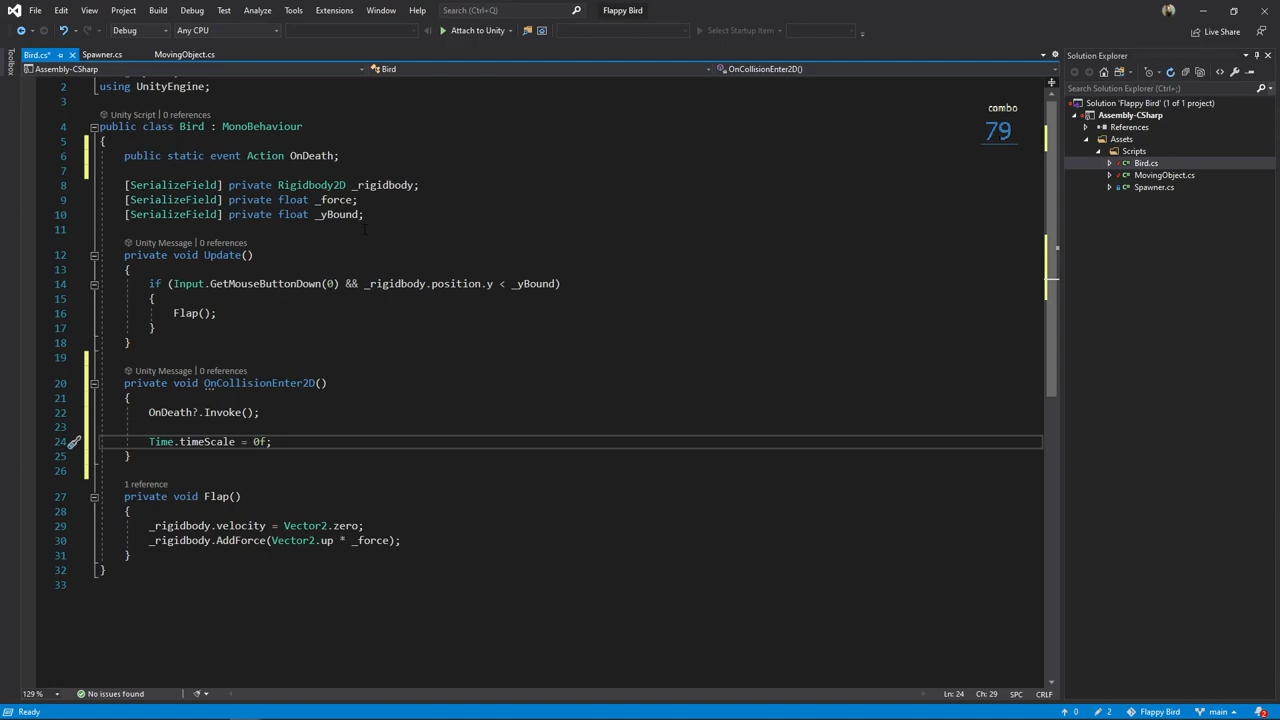 File Edit View Git Project Build Debug Test Analyze Tools Extensions Window Help Search (Ctrl+Q) Flappy Bird
Debug Any CPU Attach to Unity Select Startup Item Live Share
Toolbox
Bird.cs* Spawner.cs MovingObject.cs
Assembly-CSharp Bird OnCollisionEnter2D()
2 using UnityEngine;
3
Unity Script | 0 references
4 public class Bird : MonoBehaviour
5 {
6 public static event Action OnDeath;
7
8 [SerializeField] private Rigidbody2D _rigidbody;
9 [SerializeField] private float _force;
10 [SerializeField] private float _yBound;
11
Unity Message | 0 references
12 private void Update()
13 {
14 if (Input.GetMouseButtonDown(0) && _rigidbody.position.y < _yBound)
15 {
16 Flap();
17 }
18 }
19
Unity Message | 0 references
20 private void OnCollisionEnter2D()
21 {
22 OnDeath?.Invoke();
23
24 Time.timeScale = 0f;
25 }
26
1 reference
27 private void Flap()
28 {
29 _rigidbody.velocity = Vector2.zero;
30 _rigidbody.AddForce(Vector2.up * _force);
31 }
32 }
33
combo
79
Solution Explorer
Search Solution Explorer (Ctrl+;)
Solution 'Flappy Bird' (1 of 1 project)
Assembly-CSharp
References
Assets
Scripts
Bird.cs
MovingObject.cs
Spawner.cs
129 % No issues found Ln: 24 Ch: 29 SPC CRLF
Ready 0 2 Flappy Bird main 2